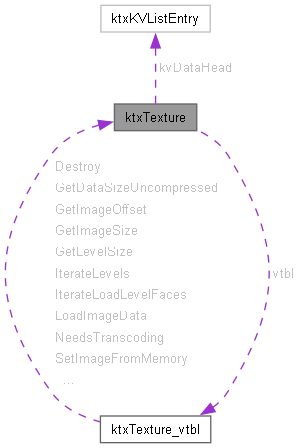 ktxKVListEntry
kvDataHead
ktxTexture
Destroy
GetDataSizeUncompressed
GetImageOffset
GetImageSize
GetLevelSize
IterateLevels
vtbl
IterateLoadLevelFaces
LoadImageData
NeedsTranscoding
SetImageFromMemory
...
ktxTexture_vtbl